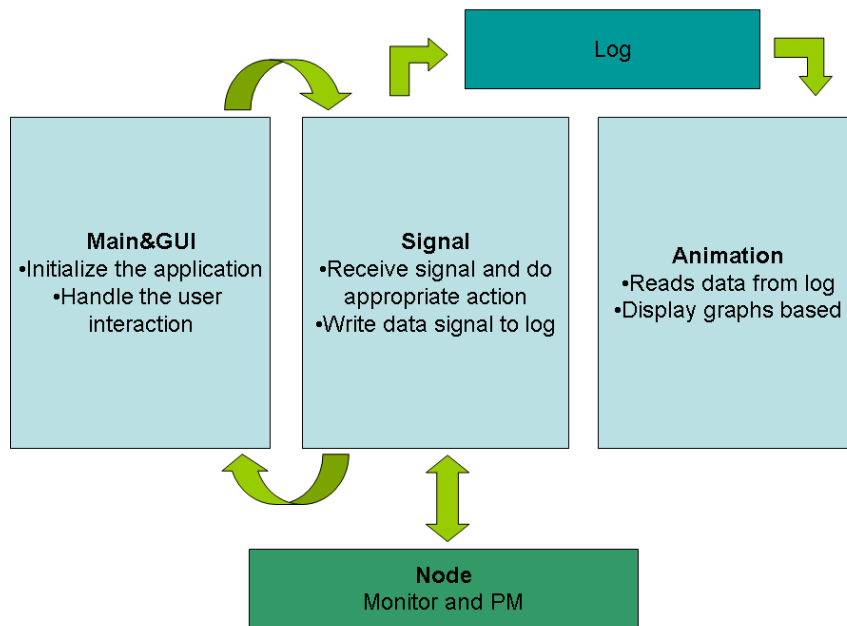 Log
Main&GUI
•Initialize the application
•Handle the user
interaction
Signal
•Receive signal and do
appropriate action
•Write data signal to log
Animation
•Reads data from log
•Display graphs based
Node
Monitor and PM